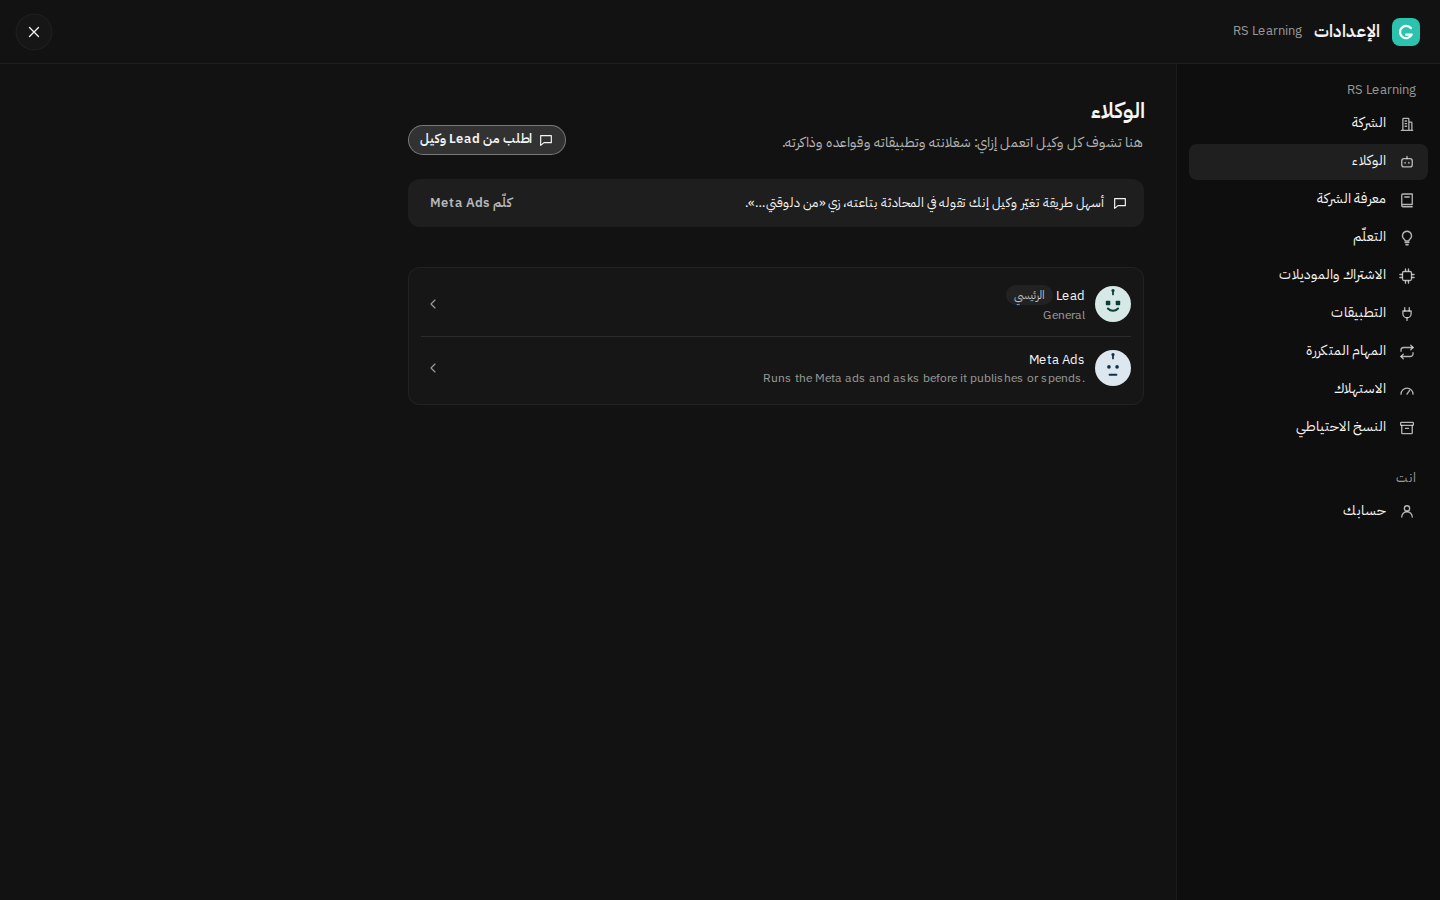 الإعدادات RS Learning
RS Learning
الشركة
الوكلاء
معرفة الشركة
التعلّم
الاشتراك والموديلات
التطبيقات
المهام المتكررة
الاستهلاك
النسخ الاحتياطي
انت
حسابك
الوكلاء
هنا تشوف كل وكيل اتعمل إزاي: شغلانته وتطبيقاته وقواعده وذاكرته.
اطلب من Lead وكيل
أسهل طريقة تغيّر وكيل إنك تقوله في المحادثة بتاعته، زي «من دلوقتي…».
كلّم Meta Ads
Lead الرئيسي
General
Meta Ads
Runs the Meta ads and asks before it publishes or spends.